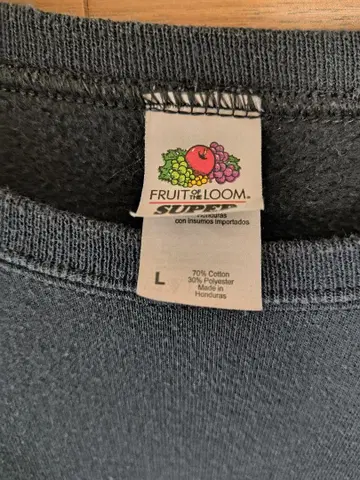 FRUIT OF THE LOOM®
SUPER
Honduras
con insumos importados
L
70% Cotton
30% Polyester
Made in
Honduras